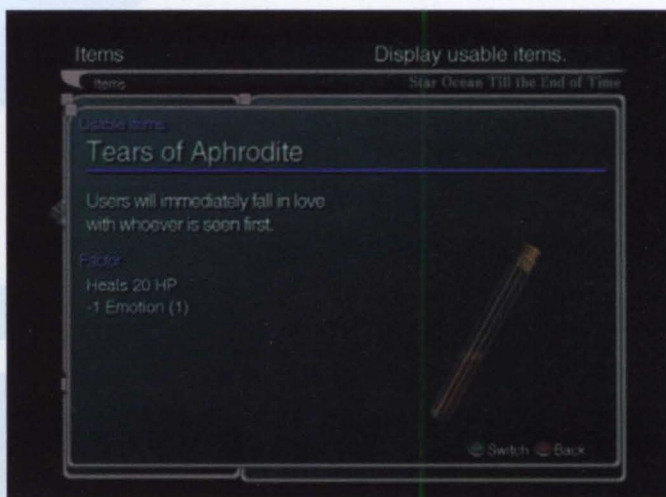 Items
Display usable items.
Items
Star Ocean Till the End of Time
Usable Items
Tears of Aphrodite
Users will immediately fall in love
with whoever is seen first.
Factor
Heals 20 HP
-1 Emotion (1)
Switch Back